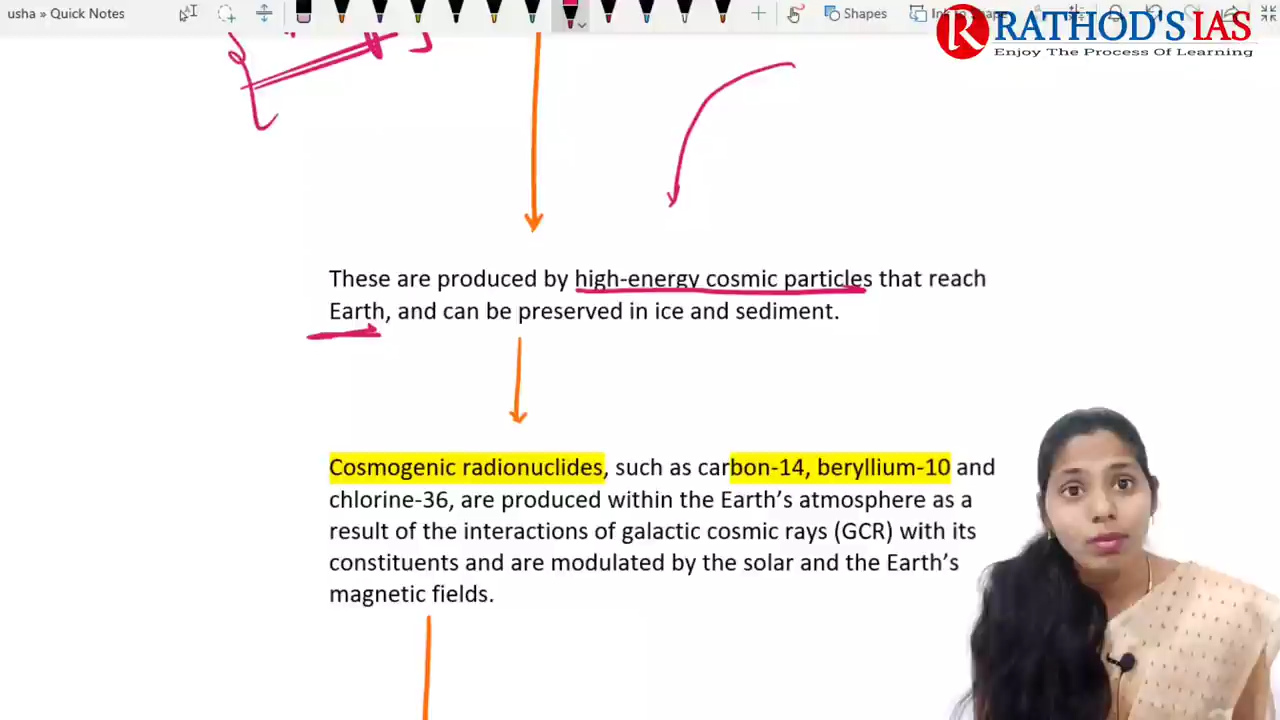 usha » Quick Notes
Shapes
RATHOD'S IAS
Enjoy The Process Of Learning
These are produced by high-energy cosmic particles that reach
Earth, and can be preserved in ice and sediment.
Cosmogenic radionuclides, such as carbon-14, beryllium-10 and
chlorine-36, are produced within the Earth's atmosphere as a
result of the interactions of galactic cosmic rays (GCR) with its
constituents and are modulated by the solar and the Earth's
magnetic fields.